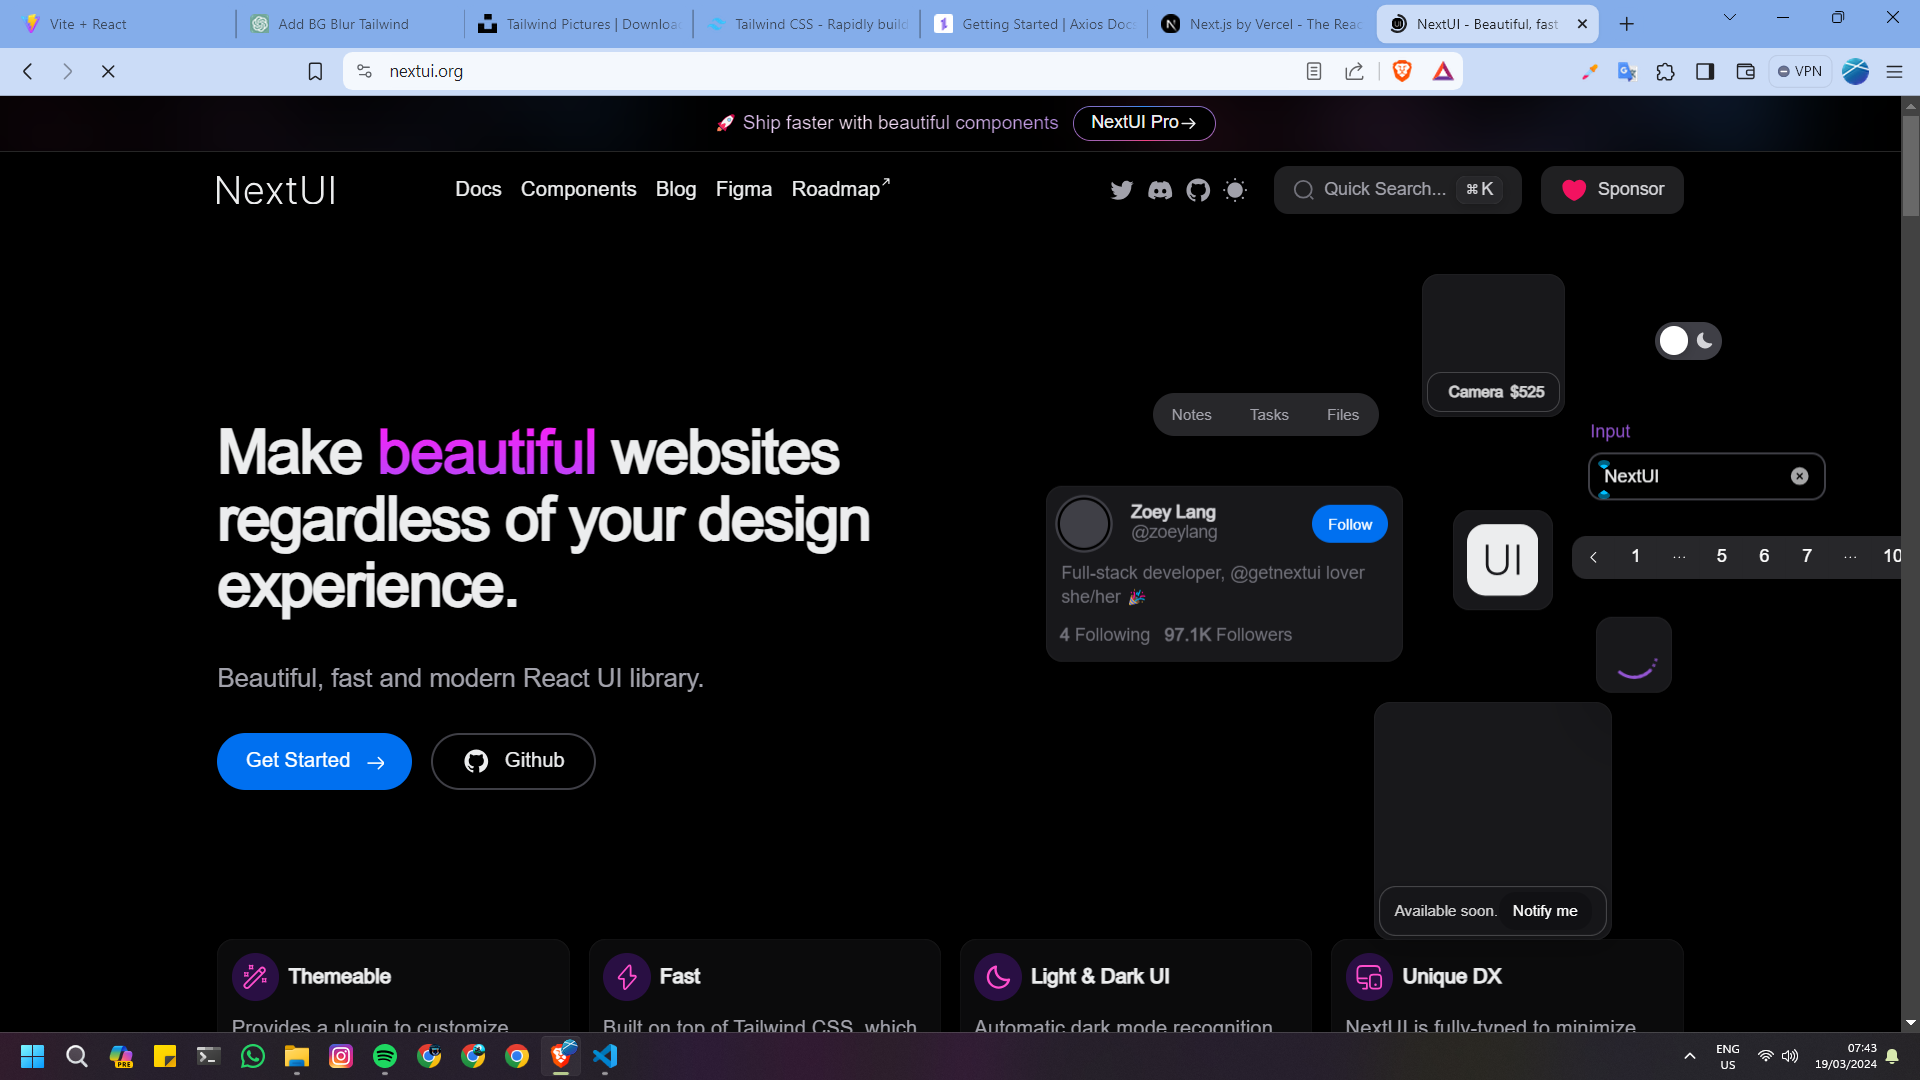 Vite + React
Add BG Blur Tailwind
Tailwind Pictures | Downloa
Tailwind CSS - Rapidly build
Getting Started | Axios Docs
Next.js by Vercel - The Reac
NextUI - Beautiful, fast
nextui.org
VPN
🚀 Ship faster with beautiful components
NextUI Pro→
NextUI
Docs
Components
Blog
Figma
Roadmap↗
Quick Search...
⌘K
Sponsor
Make beautiful websites
regardless of your design
experience.
Beautiful, fast and modern React UI library.
Get Started →
Github
Camera $525
Notes
Tasks
Files
Input
NextUI
Zoey Lang
@zoeylang
Follow
Full-stack developer, @getnextui lover
she/her 🎉
4 Following 97.1K Followers
UI
1 ... 5 6 7 ... 10
Available soon.
Notify me
Themeable
Provides a plugin to customize
Fast
Built on top of Tailwind CSS, which
Light & Dark UI
Automatic dark mode recognition
Unique DX
NextUI is fully-typed to minimize
PRE
ENG
US
07:43
19/03/2024